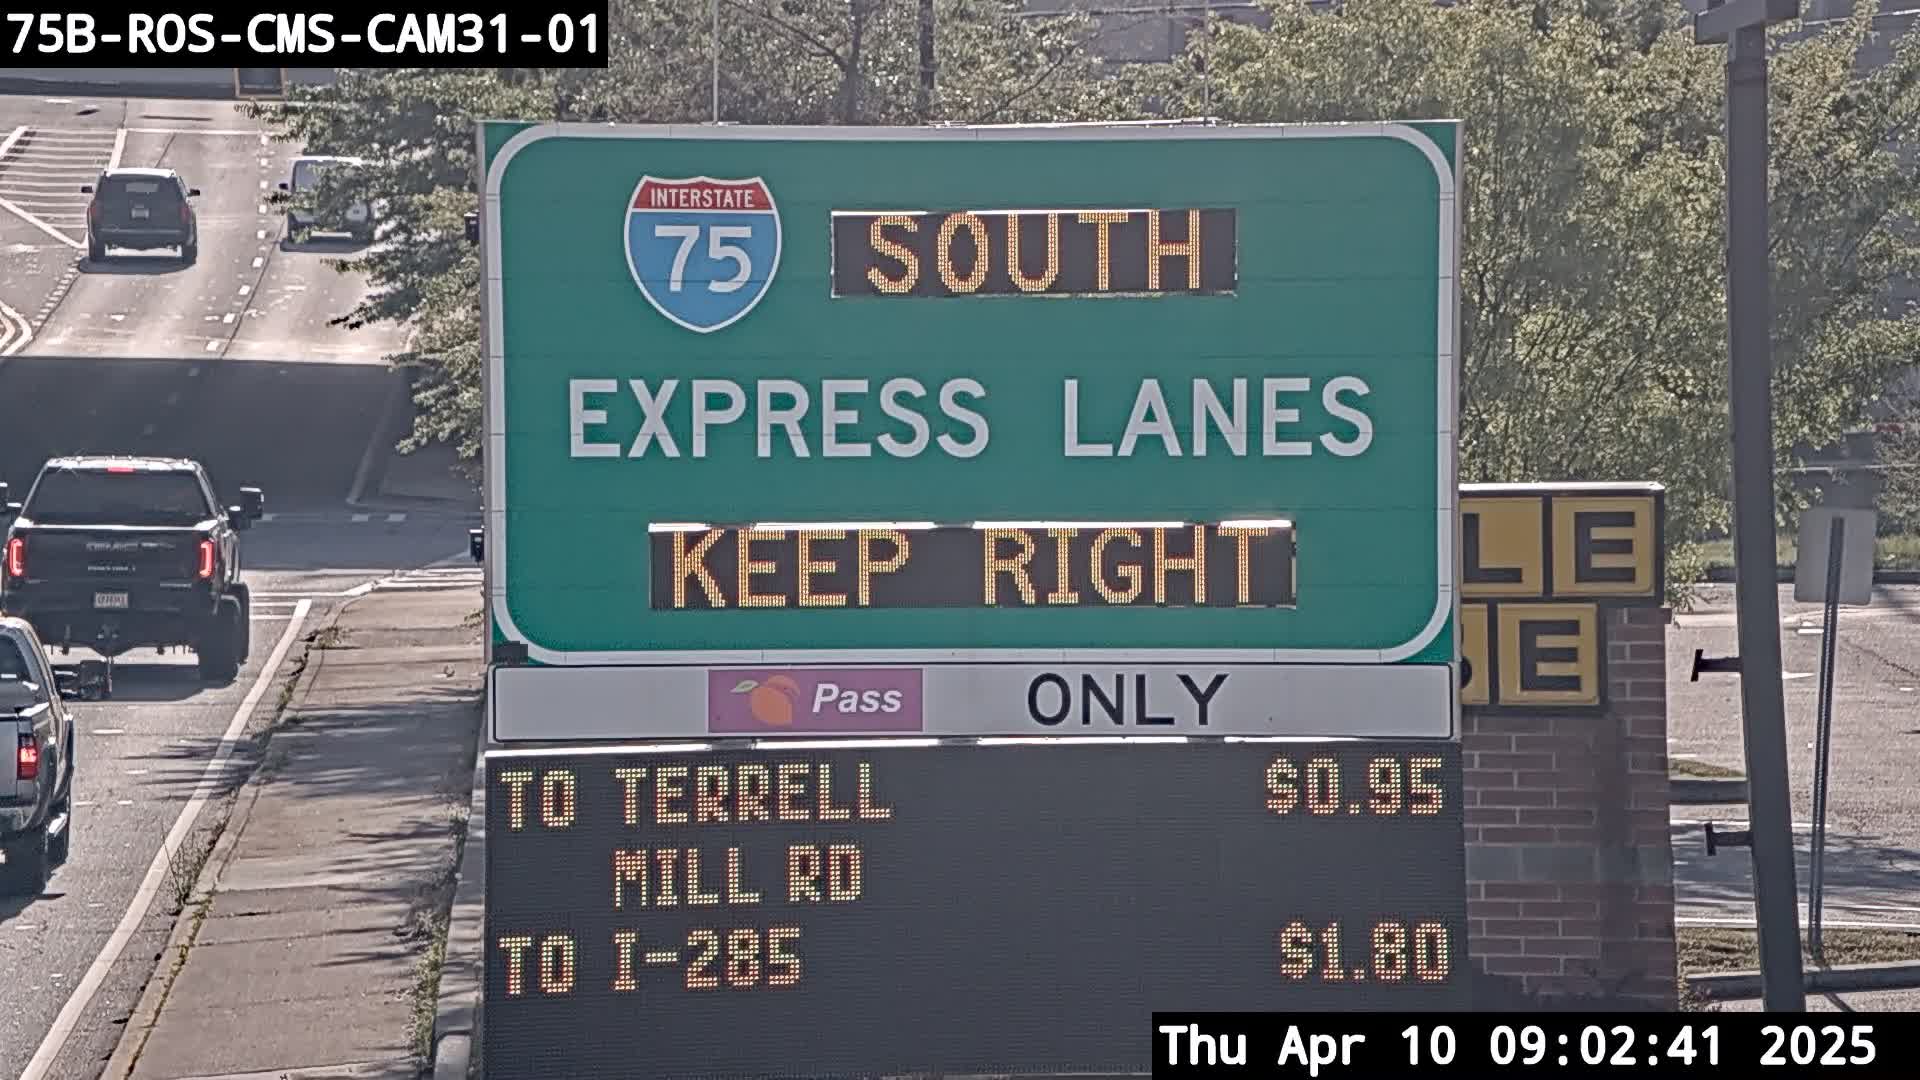 75B-ROS-CMS-CAM31-01
INTERSTATE
75
SOUTH
EXPRESS LANES
KEEP RIGHT
Pass ONLY
TO TERRELL $0.95
MILL RD
TO I-285 $1.80
LE
E
Thu Apr 10 09:02:41 2025